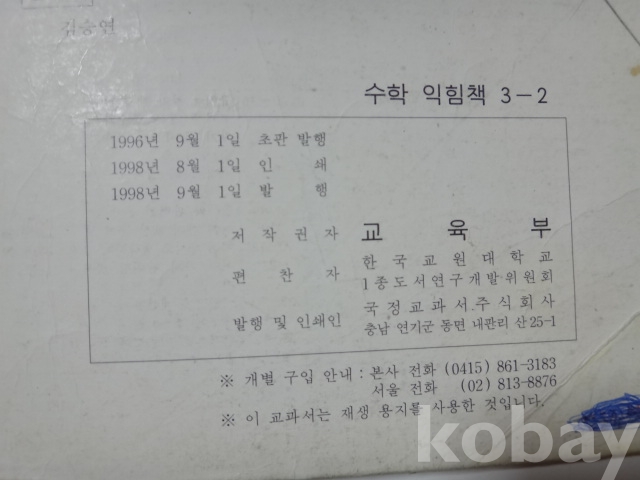 김승연
수학 익힘책 3－2
1996년 9월 1일 초판 발행
1998년 8월 1일 인 쇄
1998년 9월 1일 발 행
저 작 권 자 교 육 부
편 찬 자 한 국 교 원 대 학 교
1 종 도 서 연 구 개 발 위 원 회
발행 및 인쇄인 국 정 교 과 서 주 식 회 사
충남 연기군 동면 내판리 산 25-1
※ 개별 구입 안내 : 본사 전화 (0415) 861-3183
서울 전화 (02) 813-8876
※ 이 교과서는 재생 용지를 사용한 것입니다.
kobay